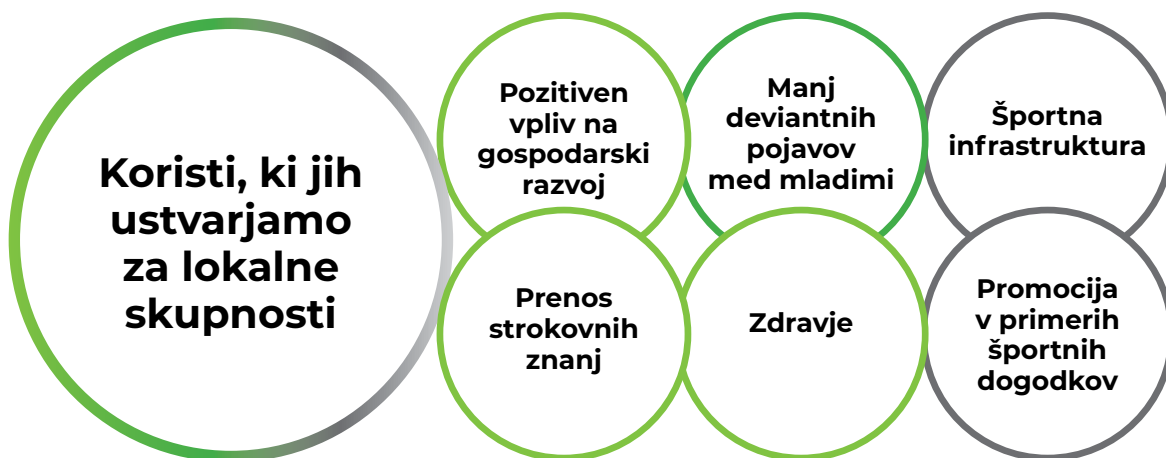 Koristi, ki jih
ustvarjamo
za lokalne
skupnosti
Pozitiven
vpliv na
gospodarski
razvoj
Manj
deviantnih
pojavov
med mladimi
Športna
infrastruktura
Prenos
strokovnih
znanj
Zdravje
Promocija
v primerih
športnih
dogodkov